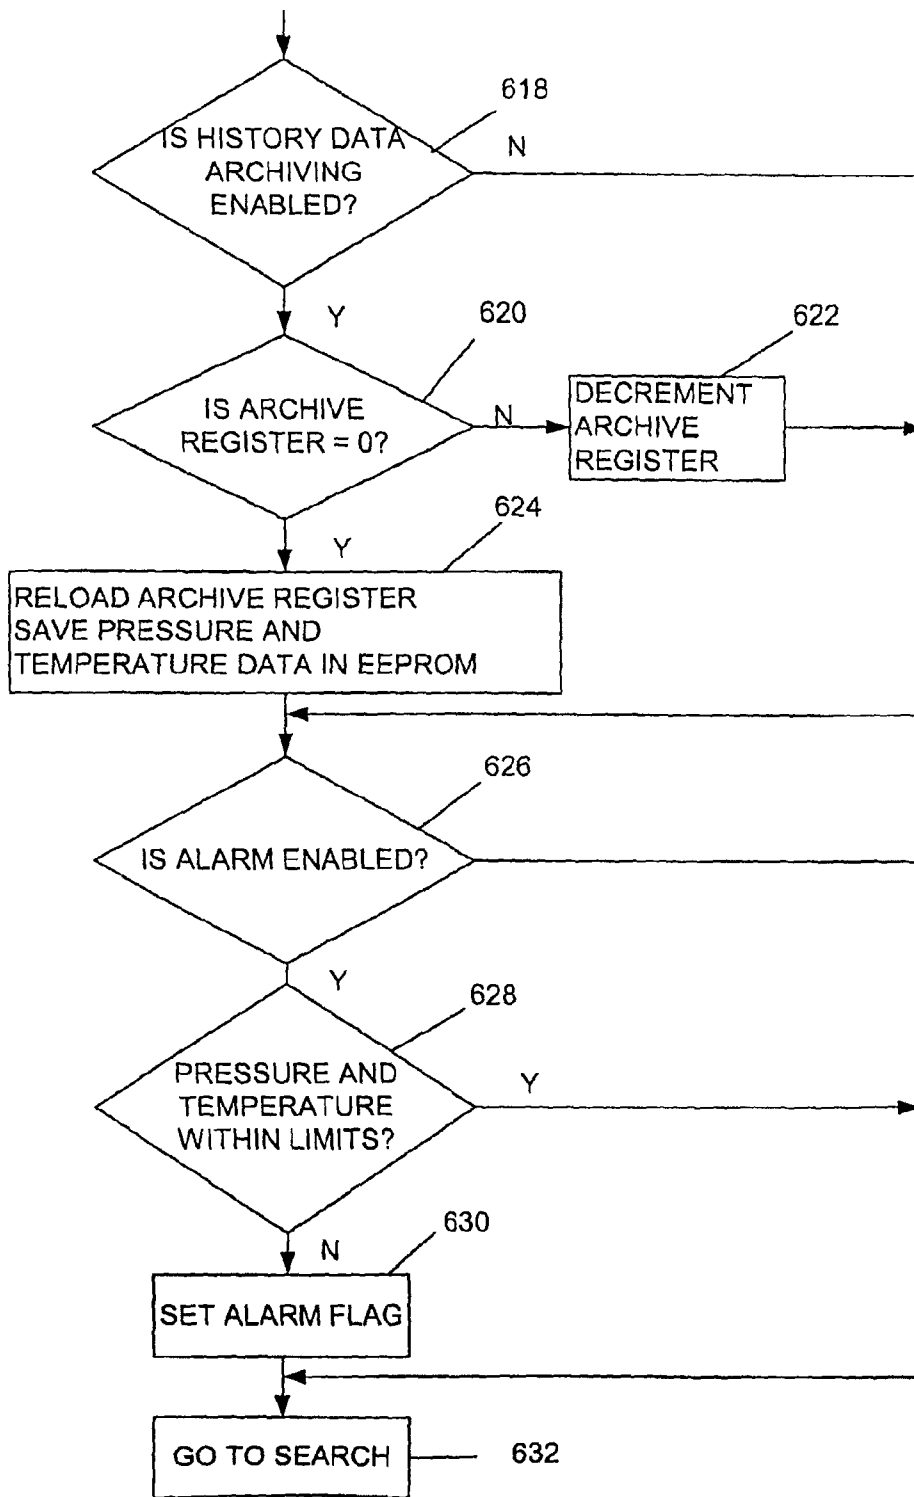 618
IS HISTORY DATA
ARCHIVING
ENABLED?
N
Y
620
622
IS ARCHIVE
REGISTER = 0?
N
DECREMENT
ARCHIVE
REGISTER
Y
624
RELOAD ARCHIVE REGISTER
SAVE PRESSURE AND
TEMPERATURE DATA IN EEPROM
626
IS ALARM ENABLED?
Y
628
PRESSURE AND
TEMPERATURE
WITHIN LIMITS?
Y
N
630
SET ALARM FLAG
GO TO SEARCH
632